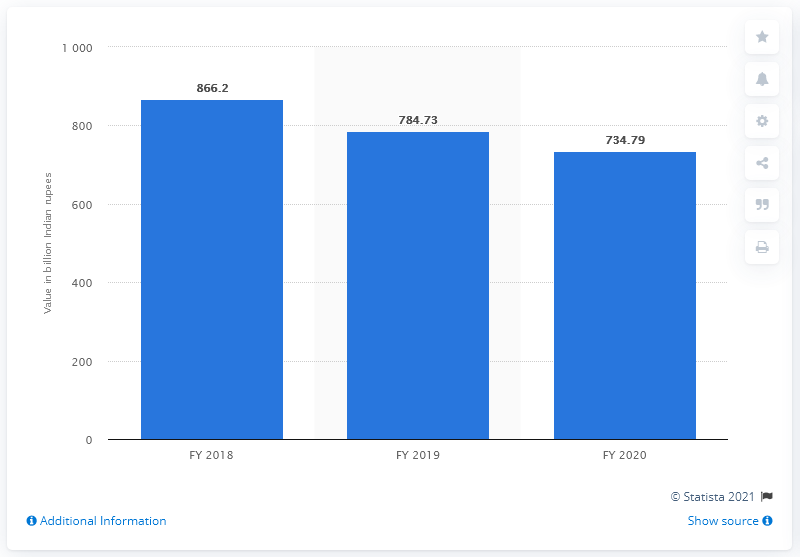 1 000
866.2
784.73
734.79
800
600
400
200
0
Value in billion Indian rupees
FY 2018
FY 2019
FY 2020
© Statista 2021
Additional Information
Show source